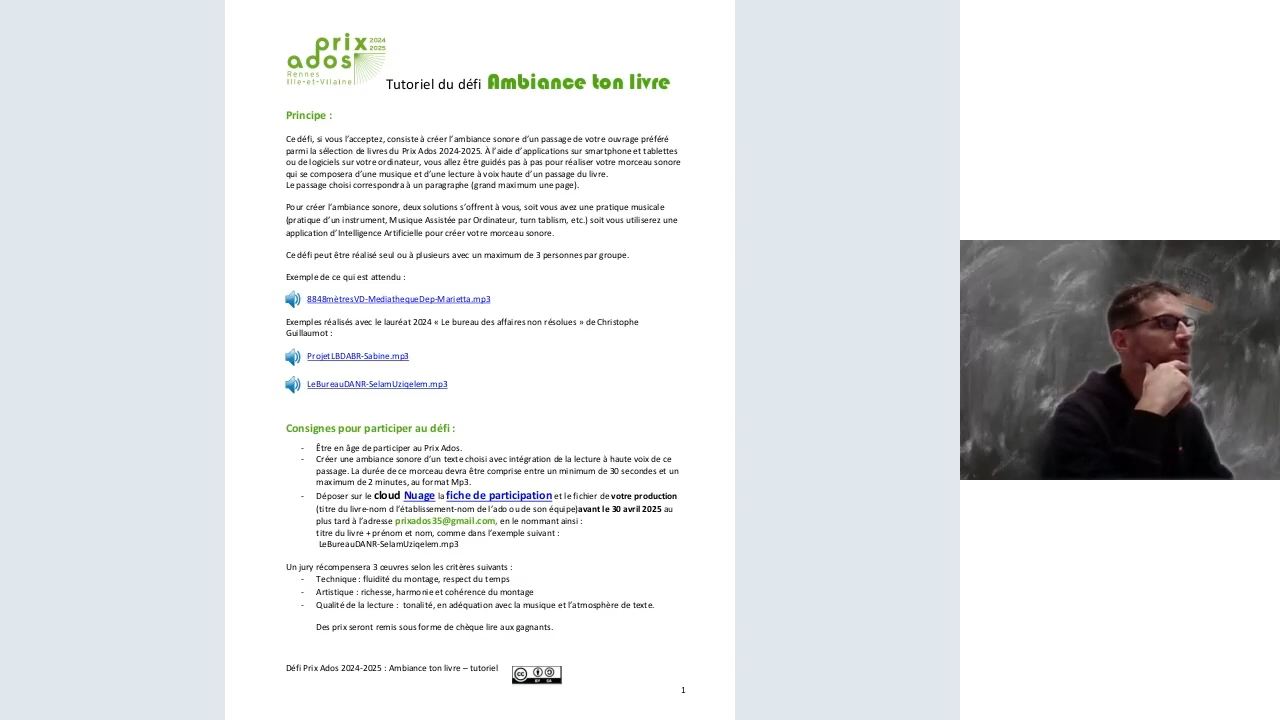 prix 2024
ados 2025
Rennes
Ille-et-Vilaine
Tutoriel du défi Ambiance ton livre
Principe :
Ce défi, si vous l'acceptez, consiste à créer l'ambiance sonore d'un passage de votre ouvrage préféré
parmi la sélection de livres du Prix Ados 2024-2025. À l'aide d'applications sur smartphone et tablettes
ou de logiciels sur votre ordinateur, vous allez être guidés pas à pas pour réaliser votre morceau sonore
qui se composera d'une musique et d'une lecture à voix haute d'un passage du livre.
Le passage choisi correspondra à un paragraphe (grand maximum une page).
Pour créer l'ambiance sonore, deux solutions s'offrent à vous, soit vous avez une pratique musicale
(pratique d'un instrument, Musique Assistée par Ordinateur, turn tablism, etc.) soit vous utiliserez une
application d'Intelligence Artificielle pour créer votre morceau sonore.
Ce défi peut être réalisé seul ou à plusieurs avec un maximum de 3 personnes par groupe.
Exemple de ce qui est attendu :
8848mètresVD-MediathequeDep-Marietta.mp3
Exemples réalisés avec le lauréat 2024 « Le bureau des affaires non résolues » de Christophe
Guillaumot :
ProjetLBDABR-Sabine.mp3
LeBureauDANR-SelamUzigelem.mp3
Consignes pour participer au défi :
- Être en âge de participer au Prix Ados.
- Créer une ambiance sonore d'un texte choisi avec intégration de la lecture à haute voix de ce
passage. La durée de ce morceau devra être comprise entre un minimum de 30 secondes et un
maximum de 2 minutes, au format Mp3.
- Déposer sur le cloud Nuage la fiche de participation et le fichier de votre production
(titre du livre-nom d l'établissement-nom de l'ado ou de son équipe)avant le 30 avril 2025 au
plus tard à l'adresse prixados35@gmail.com, en le nommant ainsi :
titre du livre + prénom et nom, comme dans l'exemple suivant :
LeBureauDANR-SelamUzigelem.mp3
Un jury récompensera 3 œuvres selon les critères suivants :
- Technique : fluidité du montage, respect du temps
- Artistique : richesse, harmonie et cohérence du montage
- Qualité de la lecture : tonalité, en adéquation avec la musique et l'atmosphère de texte.
Des prix seront remis sous forme de chèque lire aux gagnants.
Défi Prix Ados 2024-2025 : Ambiance ton livre – tutoriel
cc BY SA
1